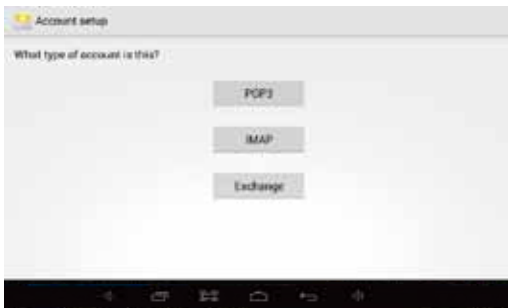 Account setup
What type of account is this?
POP3
IMAP
Exchange